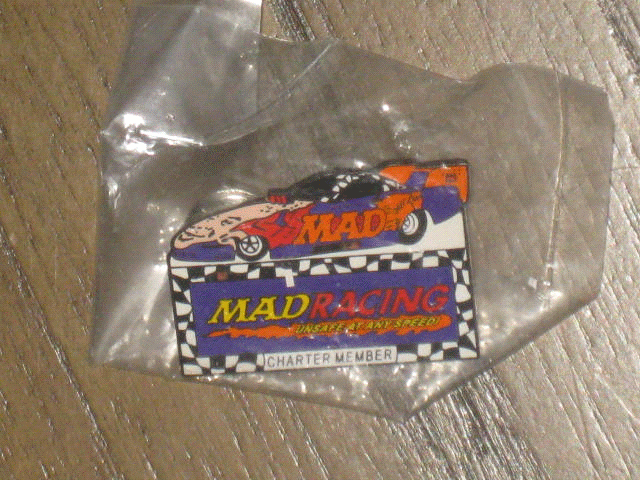 MAD
MAD RACING
UNSAFE AT ANY SPEED!
CHARTER MEMBER